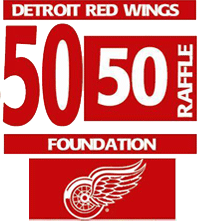 DETROIT RED WINGS
50 50 RAFFLE
FOUNDATION